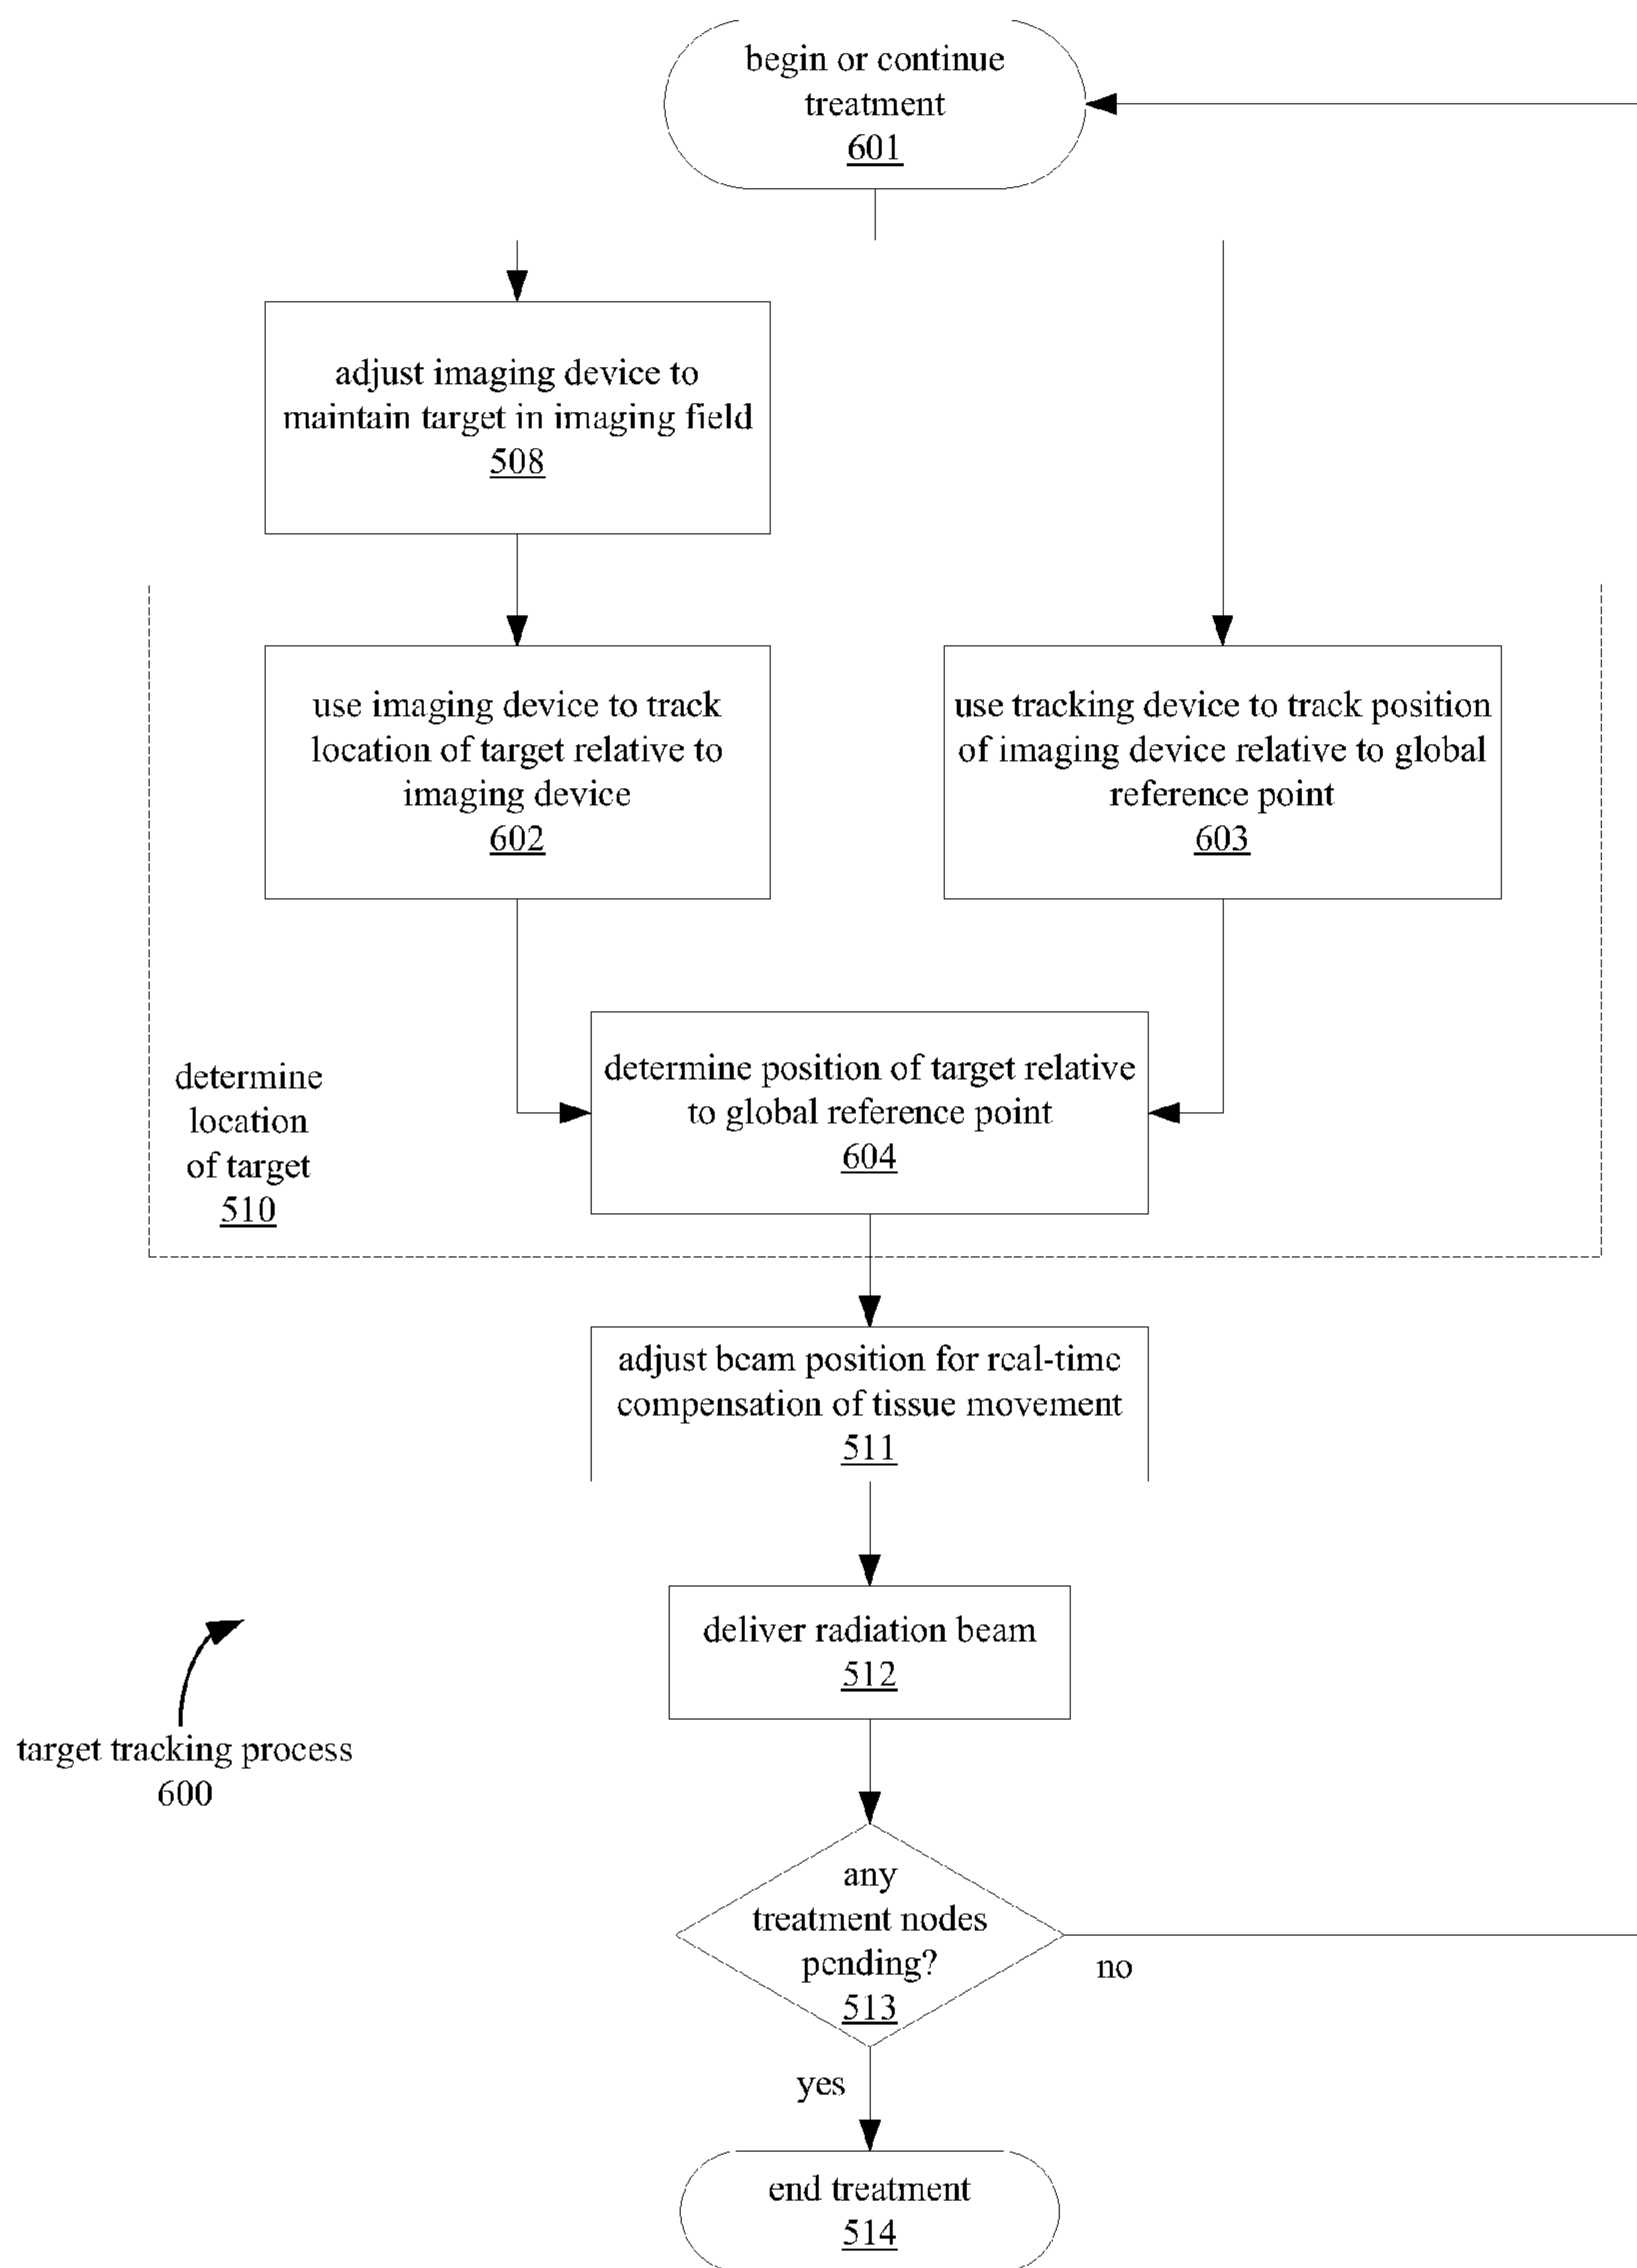 begin or continue
treatment
601
adjust imaging device to
maintain target in imaging field
508
use imaging device to track
location of target relative to
imaging device
602
use tracking device to track position
of imaging device relative to global
reference point
603
determine
location
of target
510
determine position of target relative
to global reference point
604
adjust beam position for real-time
compensation of tissue movement
511
deliver radiation beam
512
target tracking process
600
any
treatment nodes
pending?
513
no
yes
end treatment
514